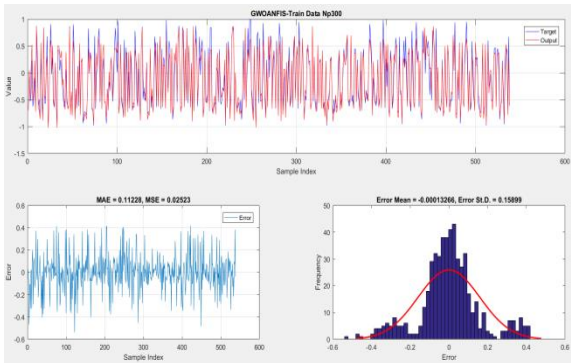 GWOANFIS-Train Data Np300
Target
Output
Value
1
0.5
0
-0.5
-1
-1.5
0 100 200 300 400 500 600
Sample Index
MAE = 0.11228, MSE = 0.02523
Error
Error
0.6
0.4
0.2
0
-0.2
-0.4
-0.6
0 100 200 300 400 500 600
Sample Index
Error Mean = -0.00013266, Error St.D. = 0.15899
Frequency
50
40
30
20
10
0
-0.6 -0.4 -0.2 0 0.2 0.4 0.6
Error